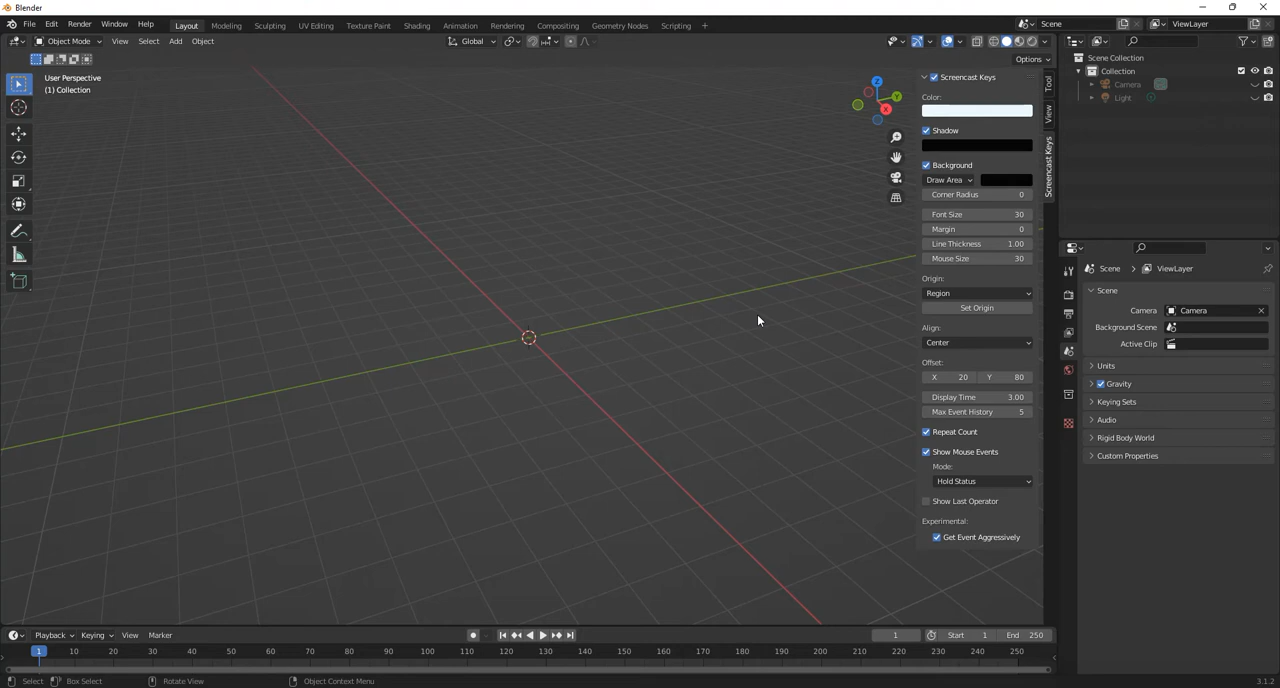 Blender
File Edit Render Window Help Layout Modeling Sculpting UV Editing Texture Paint Shading Animation Rendering Compositing Geometry Nodes Scripting + Scene ViewLayer
Object Mode View Select Add Object Global
Options
User Perspective
(1) Collection
Z
Y
X
Screencast Keys
Color:
Shadow
Background
Draw Area
Corner Radius 0
Font Size 30
Margin 0
Line Thickness 1.00
Mouse Size 30
Origin:
Region
Set Origin
Align:
Center
Offset:
X 20 Y 80
Display Time 3.00
Max Event History 5
Repeat Count
Show Mouse Events
Mode:
Hold Status
Show Last Operator
Experimental:
Get Event Aggressively
Tool
View
Screencast Keys
Scene Collection
Collection
Camera
Light
Scene > ViewLayer
Scene
Camera Camera
Background Scene
Active Clip
Units
Gravity
Keying Sets
Audio
Rigid Body World
Custom Properties
Playback Keying View Marker 1 Start 1 End 250
1 10 20 30 40 50 60 70 80 90 100 110 120 130 140 150 160 170 180 190 200 210 220 230 240 250
Select Box Select Rotate View Object Context Menu 3.1.2